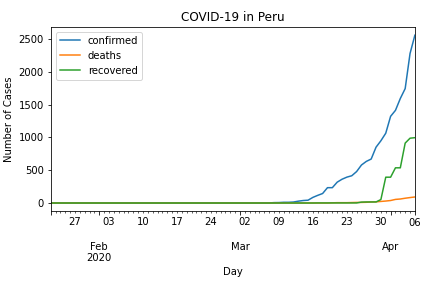 COVID-19 in Peru
confirmed
deaths
recovered
Number of Cases
2500
2000
1500
1000
500
0
27 03 10 17 24 02 09 16 23 30 06
Feb Mar Apr
2020
Day